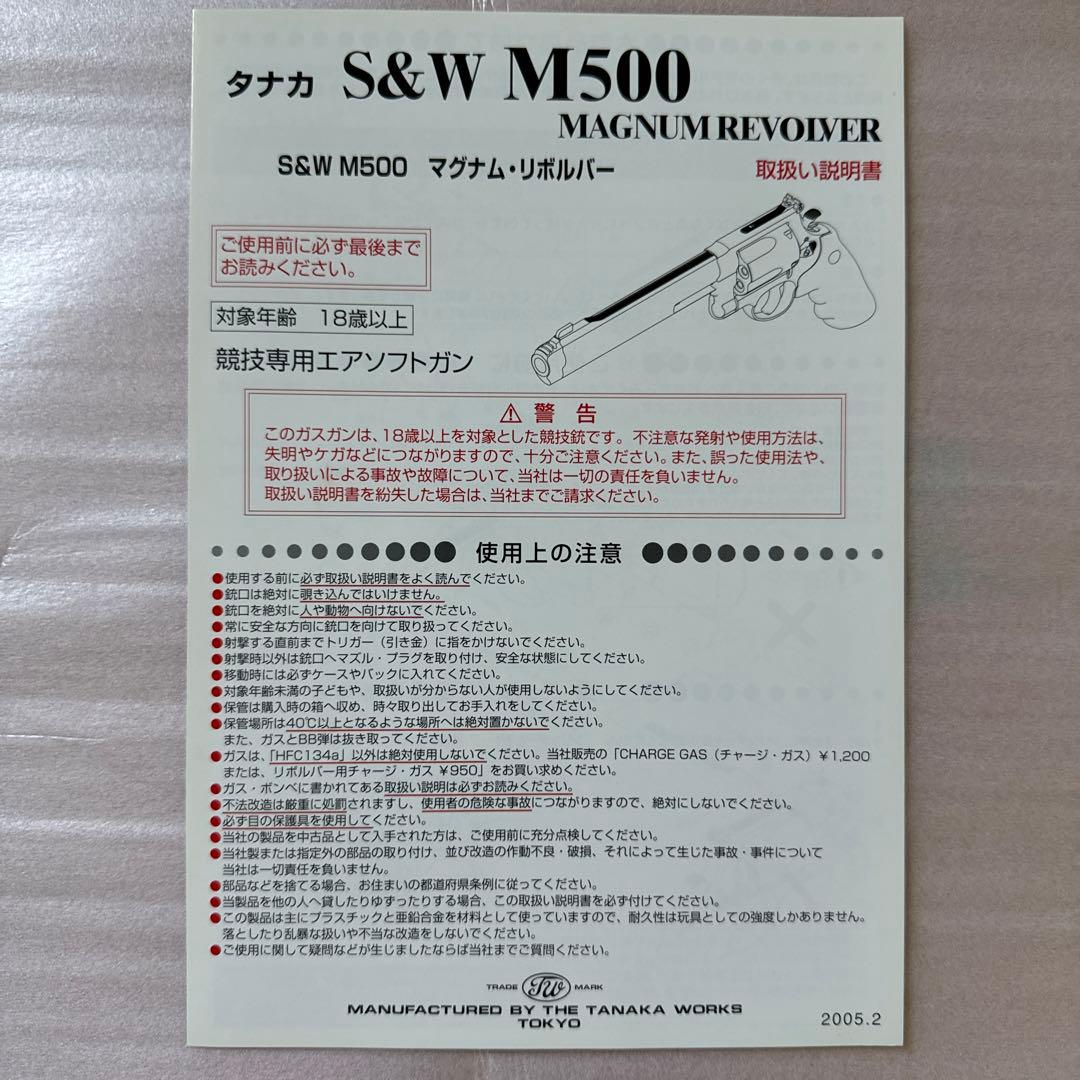 タナカ S&W M500
MAGNUM REVOLVER
S&W M500 マグナム・リボルバー 取扱い説明書
ご使用前に必ず最後まで
お読みください。
対象年齢 18歳以上
競技専用エアソフトガン
⚠ 警告
このガスガンは、18歳以上を対象とした競技銃です。不注意な発射や使用方法は、
失明やケガなどにつながりますので、十分ご注意ください。また、誤った使用法や、
取り扱いによる事故や故障について、当社は一切の責任を負いません。
取扱い説明書を紛失した場合は、当社までご請求ください。
使用上の注意
●使用する前に必ず取扱い説明書をよく読んでください。
●銃口は絶対に覗き込んではいけません。
●銃口を絶対に人や動物へ向けないでください。
●常に安全な方向に銃口を向けて取り扱ってください。
●射撃する直前までトリガー（引き金）に指をかけないでください。
●射撃時以外は銃口へマズル・プラグを取り付け、安全な状態にしてください。
●移動時には必ずケースやバックに入れてください。
●対象年齢未満の子どもや、取扱いが分からない人が使用しないようにしてください。
●保管は購入時の箱へ収め、時々取り出してお手入れをしてください。
●保管場所は40℃以上となるような場所へは絶対置かないでください。
また、ガスとBB弾は抜き取ってください。
●ガスは、「HFC134a」以外は絶対使用しないでください。当社販売の「CHARGE GAS（チャージ・ガス）￥1,200
または、リボルバー用チャージ・ガス ￥950」をお買い求めください。
●ガス・ボンベに書かれてある取扱い説明は必ずお読みください。
●不法改造は厳重に処罰されますし、使用者の危険な事故につながりますので、絶対にしないでください。
●必ず目の保護具を使用してください。
●当社の製品を中古品として入手された方は、ご使用前に充分点検してください。
●当社製または指定外の部品の取り付け、並び改造の作動不良・破損、それによって生じた事故・事件について
当社は一切責任を負いません。
●部品などを捨てる場合、お住まいの都道府県条例に従ってください。
●当製品を他の人へ貸したりゆずったりする場合、この取扱い説明書を必ず付けてください。
●この製品は主にプラスチックと亜鉛合金を材料として使っていますので、耐久性は玩具としての強度しかありません。
落としたり乱暴な扱いや不当な改造をしないでください。
●ご使用に関して疑問などが生じましたならば当社までご質問ください。
TRADE TW MARK
MANUFACTURED BY THE TANAKA WORKS
TOKYO
2005.2